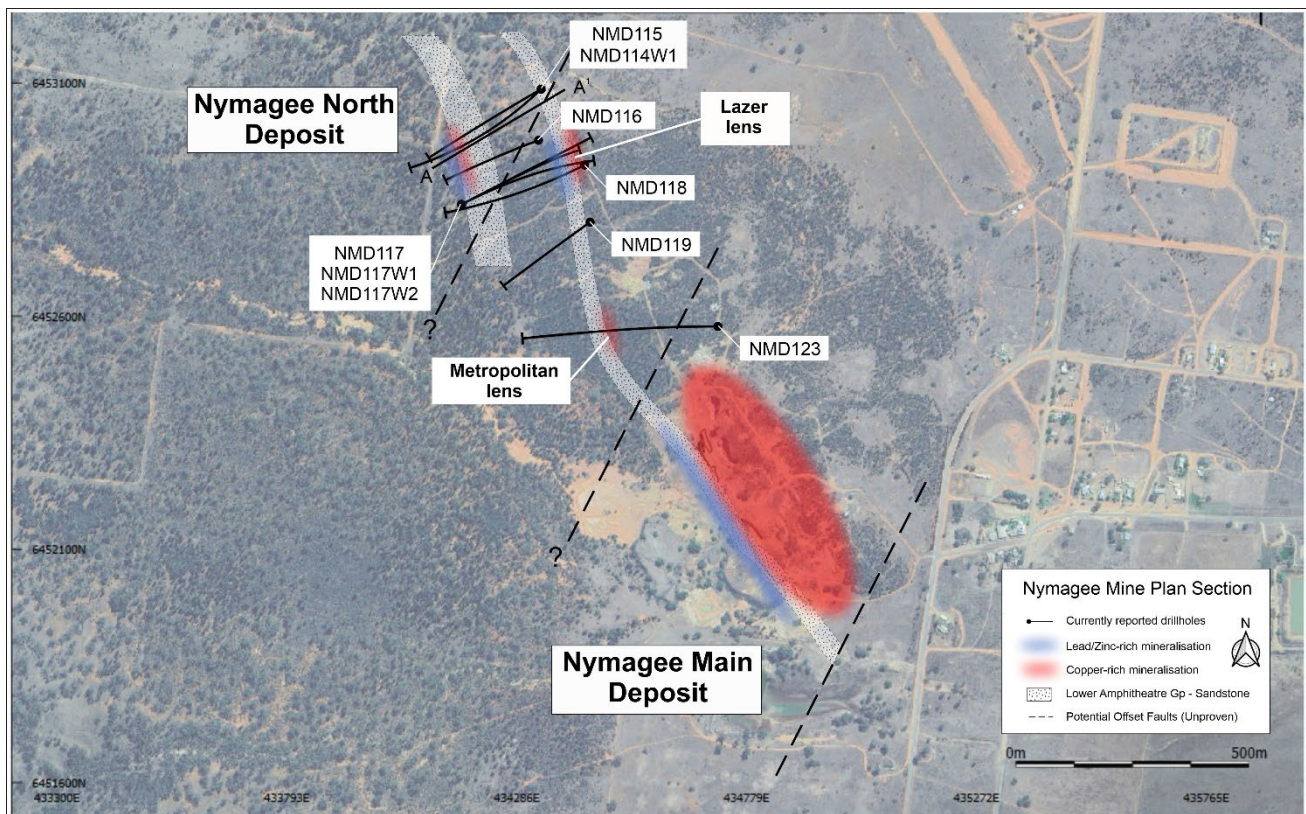 NMD115
NMD114W1
6453100N
A¹
Nymagee North
Deposit
NMD116
Lazer
lens
A
NMD118
NMD119
NMD117
NMD117W1
NMD117W2
6452600N
?
NMD123
Metropolitan
lens
6452100N
?
Nymagee Main
Deposit
Nymagee Mine Plan Section
Currently reported drillholes
N
Lead/Zinc-rich mineralisation
Copper-rich mineralisation
Lower Amphitheatre Gp - Sandstone
Potential Offset Faults (Unproven)
0m 500m
6451600N
433300E 433793E 434286E 434779E 435272E 435765E